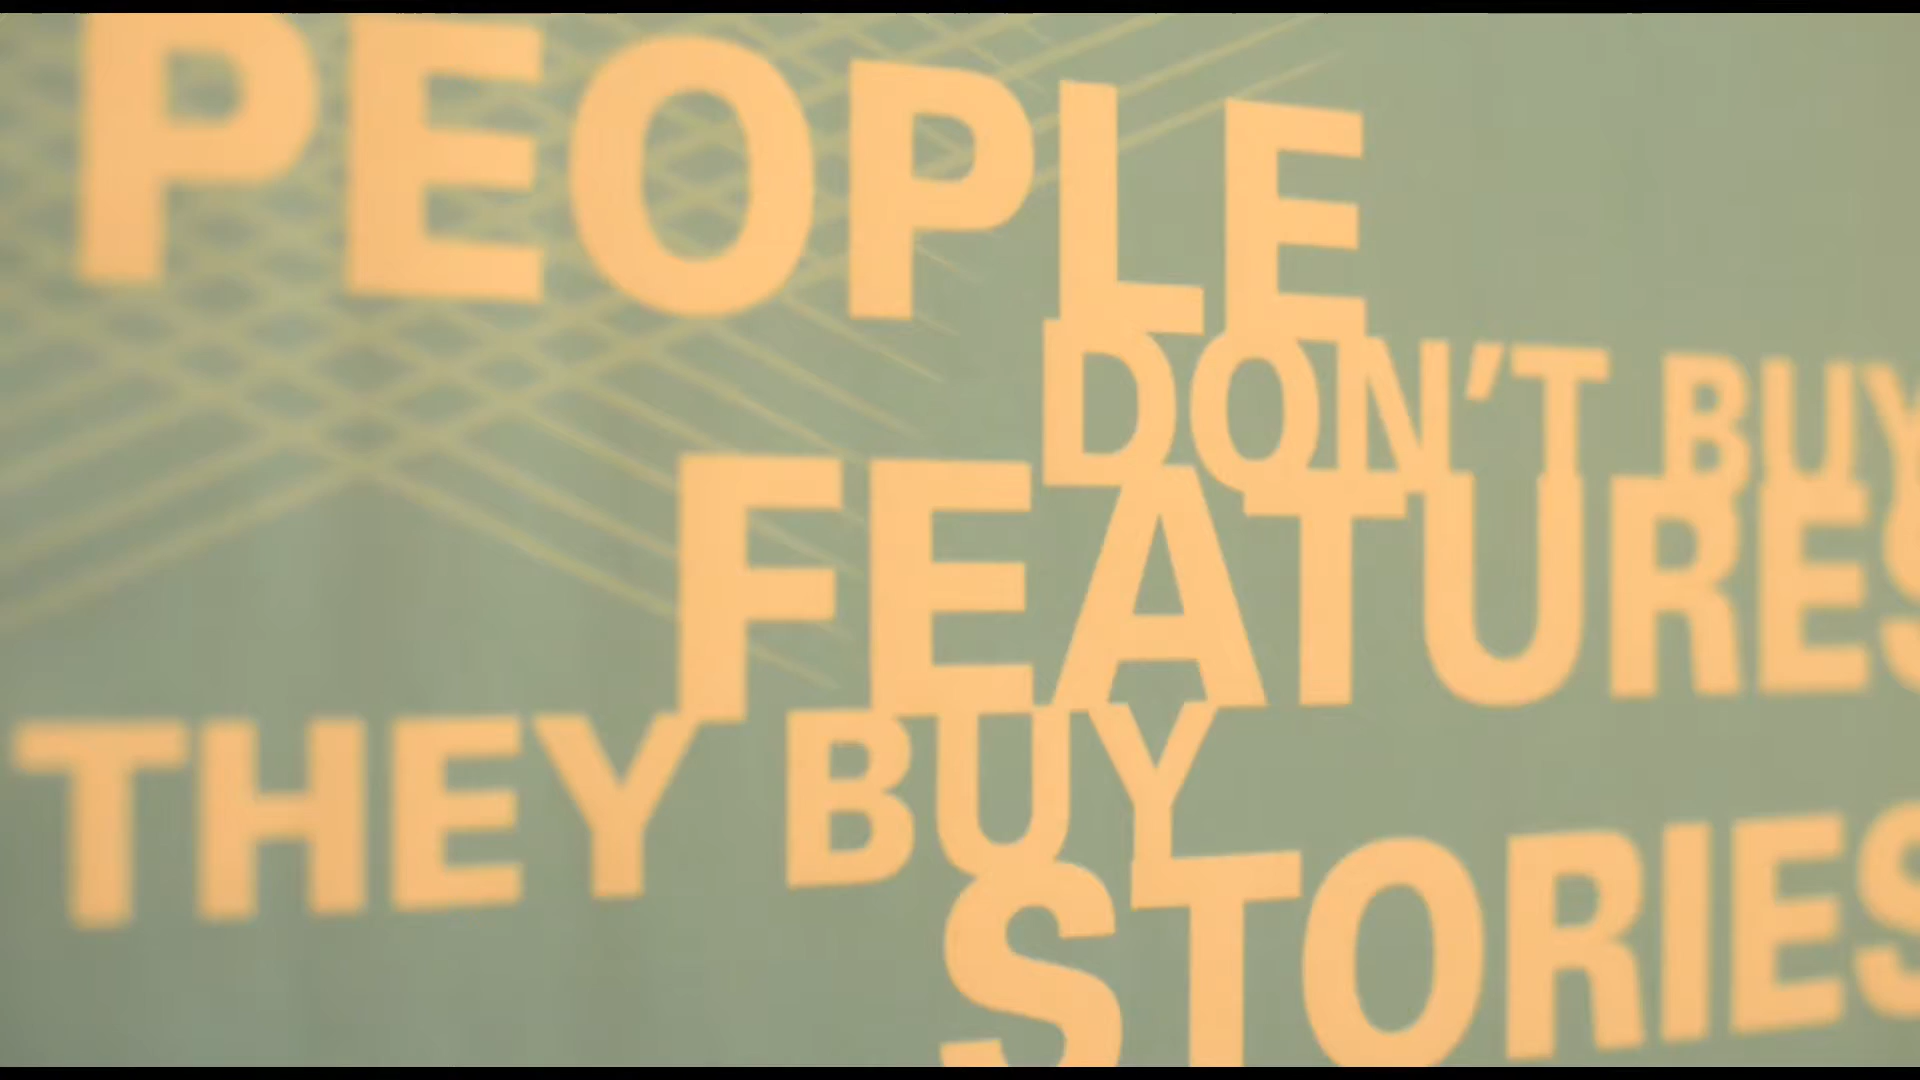 PEOPLE
DON'T BUY
FEATURES
THEY BUY
STORIES